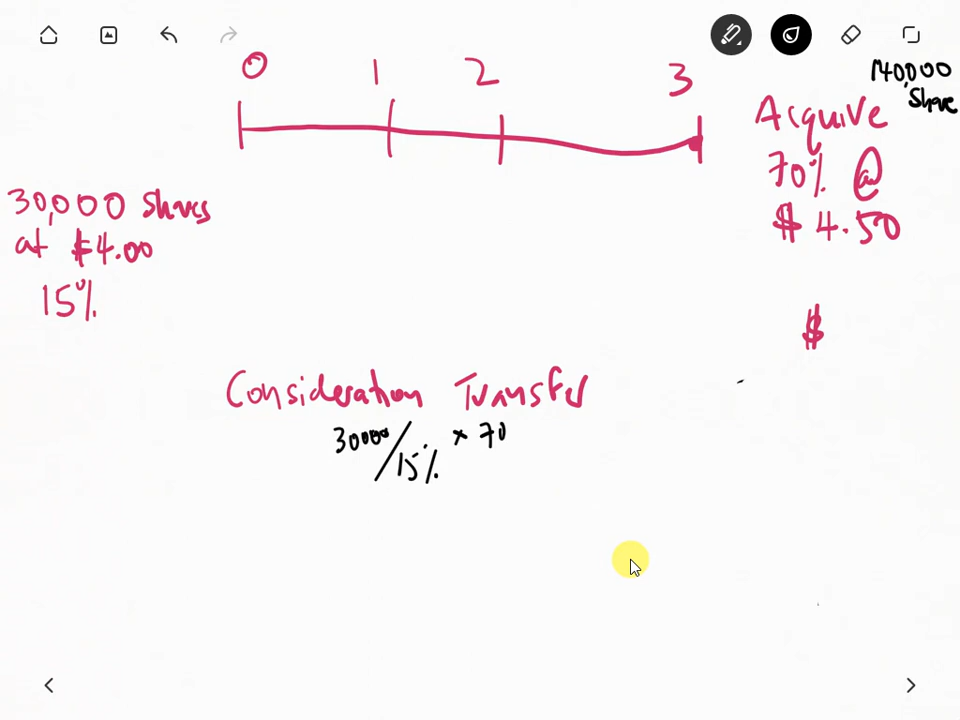 0 1 2 3
140,000
Share
Acquire
70% @
$ 4.50
30,000 Shares
at $4.00
15%
$
Consideration Transfer
30000/15% × 70